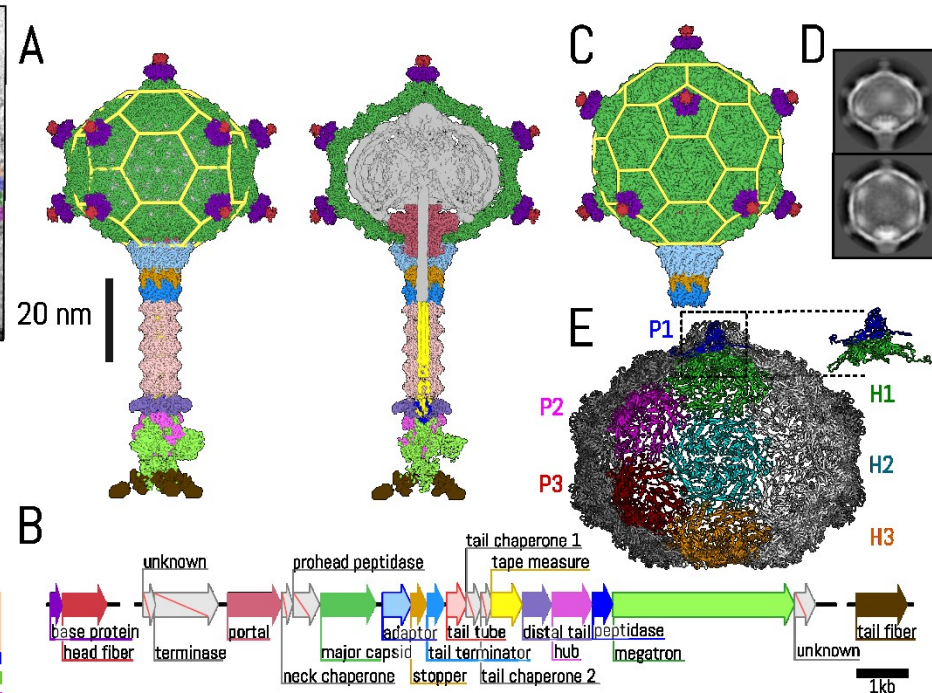 A
C
D
20 nm
E
P1
H1
P2
H2
P3
H3
B
tail chaperone 1
unknown
prohead peptidase
tape measure
base protein
portal
adaptor
tail tube
distal tail
peptidase
tail fiber
head fiber
terminase
major capsid
tail terminator
hub
megatron
unknown
neck chaperone
stopper
tail chaperone 2
1kb